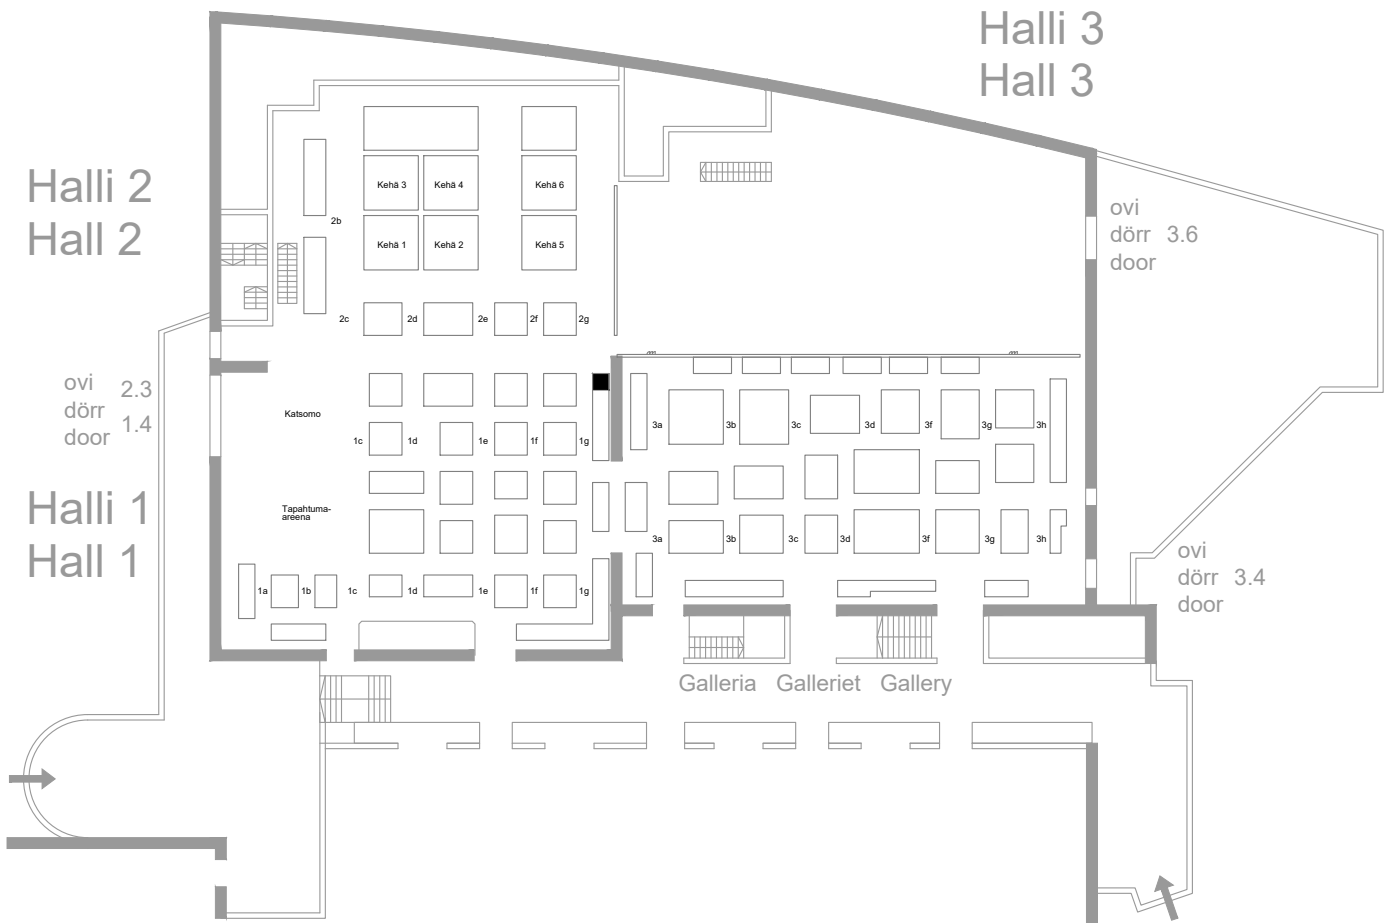 Halli 3
Hall 3
Halli 2
Hall 2
Kehä 3 Kehä 4 Kehä 6
2b
Kehä 1 Kehä 2 Kehä 5
ovi
dörr 3.6
door
2c 2d 2e 2f 2g
ovi 2.3
dörr
door 1.4
Katsomo
1c 1d 1e 1f 1g
3a 3b 3c 3d 3f 3g 3h
Halli 1
Hall 1
Tapahtuma-
areena
3a 3b 3c 3d 3f 3g 3h
ovi
dörr 3.4
door
1a 1b 1c 1d 1e 1f 1g
Galleria Galleriet Gallery